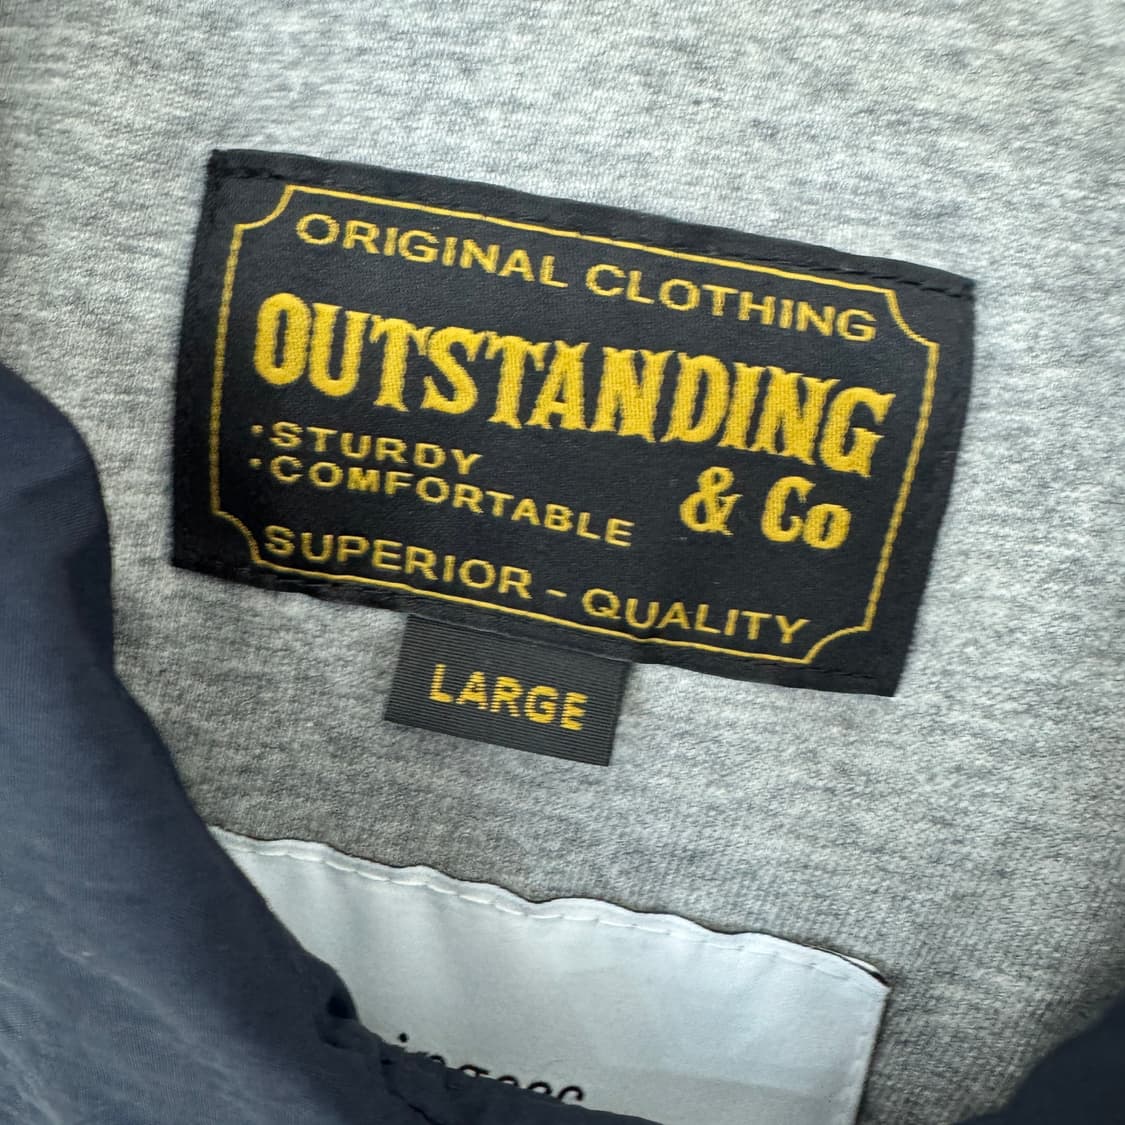 ORIGINAL CLOTHING
OUTSTANDING
& Co
·STURDY
·COMFORTABLE
SUPERIOR - QUALITY
LARGE